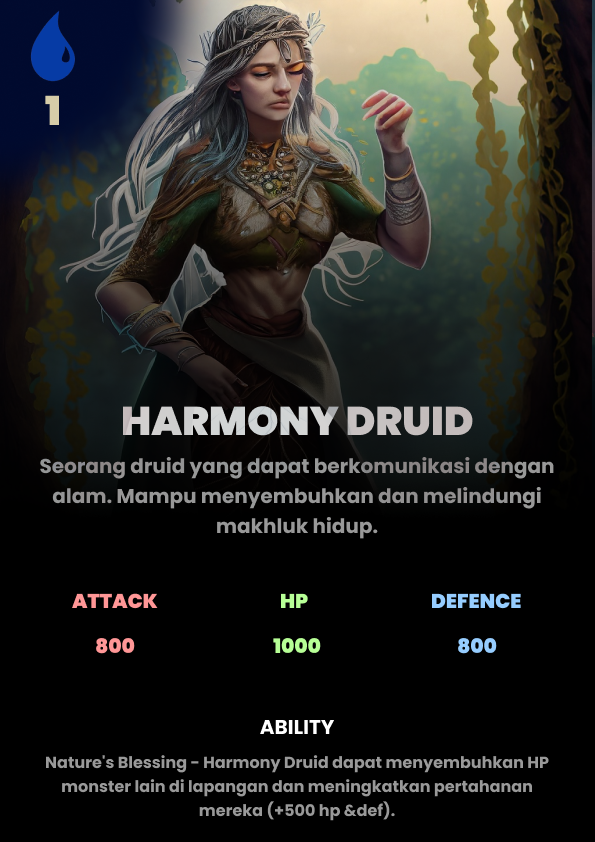 1
HARMONY DRUID
Seorang druid yang dapat berkomunikasi dengan
alam. Mampu menyembuhkan dan melindungi
makhluk hidup.
ATTACK HP DEFENCE
800 1000 800
ABILITY
Nature's Blessing - Harmony Druid dapat menyembuhkan HP
monster lain di lapangan dan meningkatkan pertahanan
mereka (+500 hp &def).